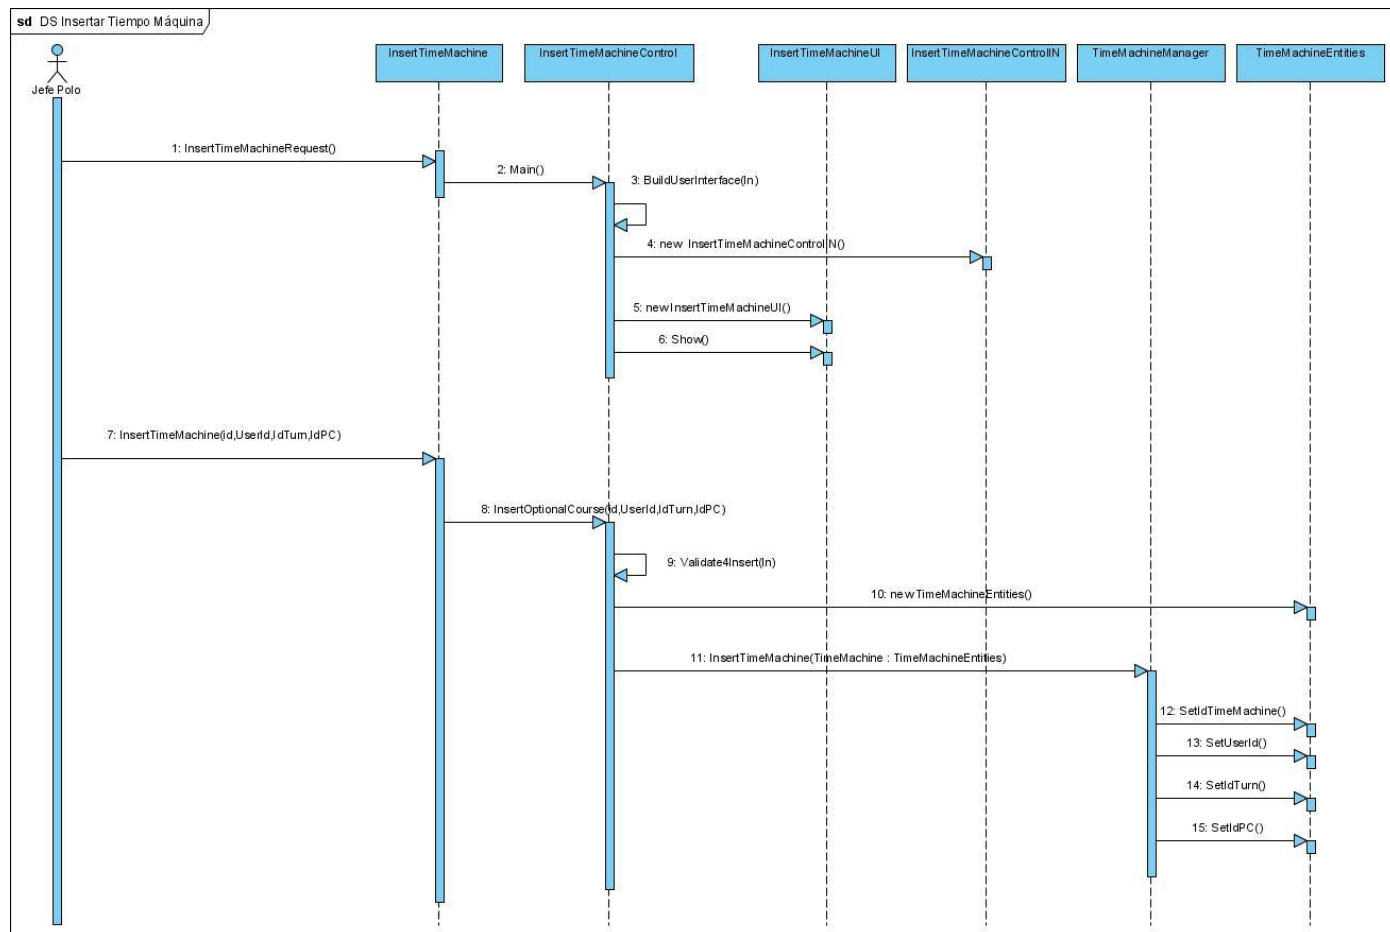 sd DS Insertar Tiempo Máquina
Jefe Polo
InsertTimeMachine
InsertTimeMachineControl
InsertTimeMachineUI
InsertTimeMachineControlIN
TimeMachineManager
TimeMachineEntities
1: InsertTimeMachineRequest()
2: Main()
3: BuildUserInterface(In)
4: new InsertTimeMachineControlIN()
5: newInsertTimeMachineUI()
6: Show()
7: InsertTimeMachine(id,UserId,IdTurn,IdPC)
8: InsertOptionalCourse(id,UserId,IdTurn,IdPC)
9: Validate4Insert(In)
10: newTimeMachineEntities()
11: InsertTimeMachine(TimeMachine : TimeMachineEntities)
12: SetIdTimeMachine()
13: SetUserId()
14: SetIdTurn()
15: SetIdPC()